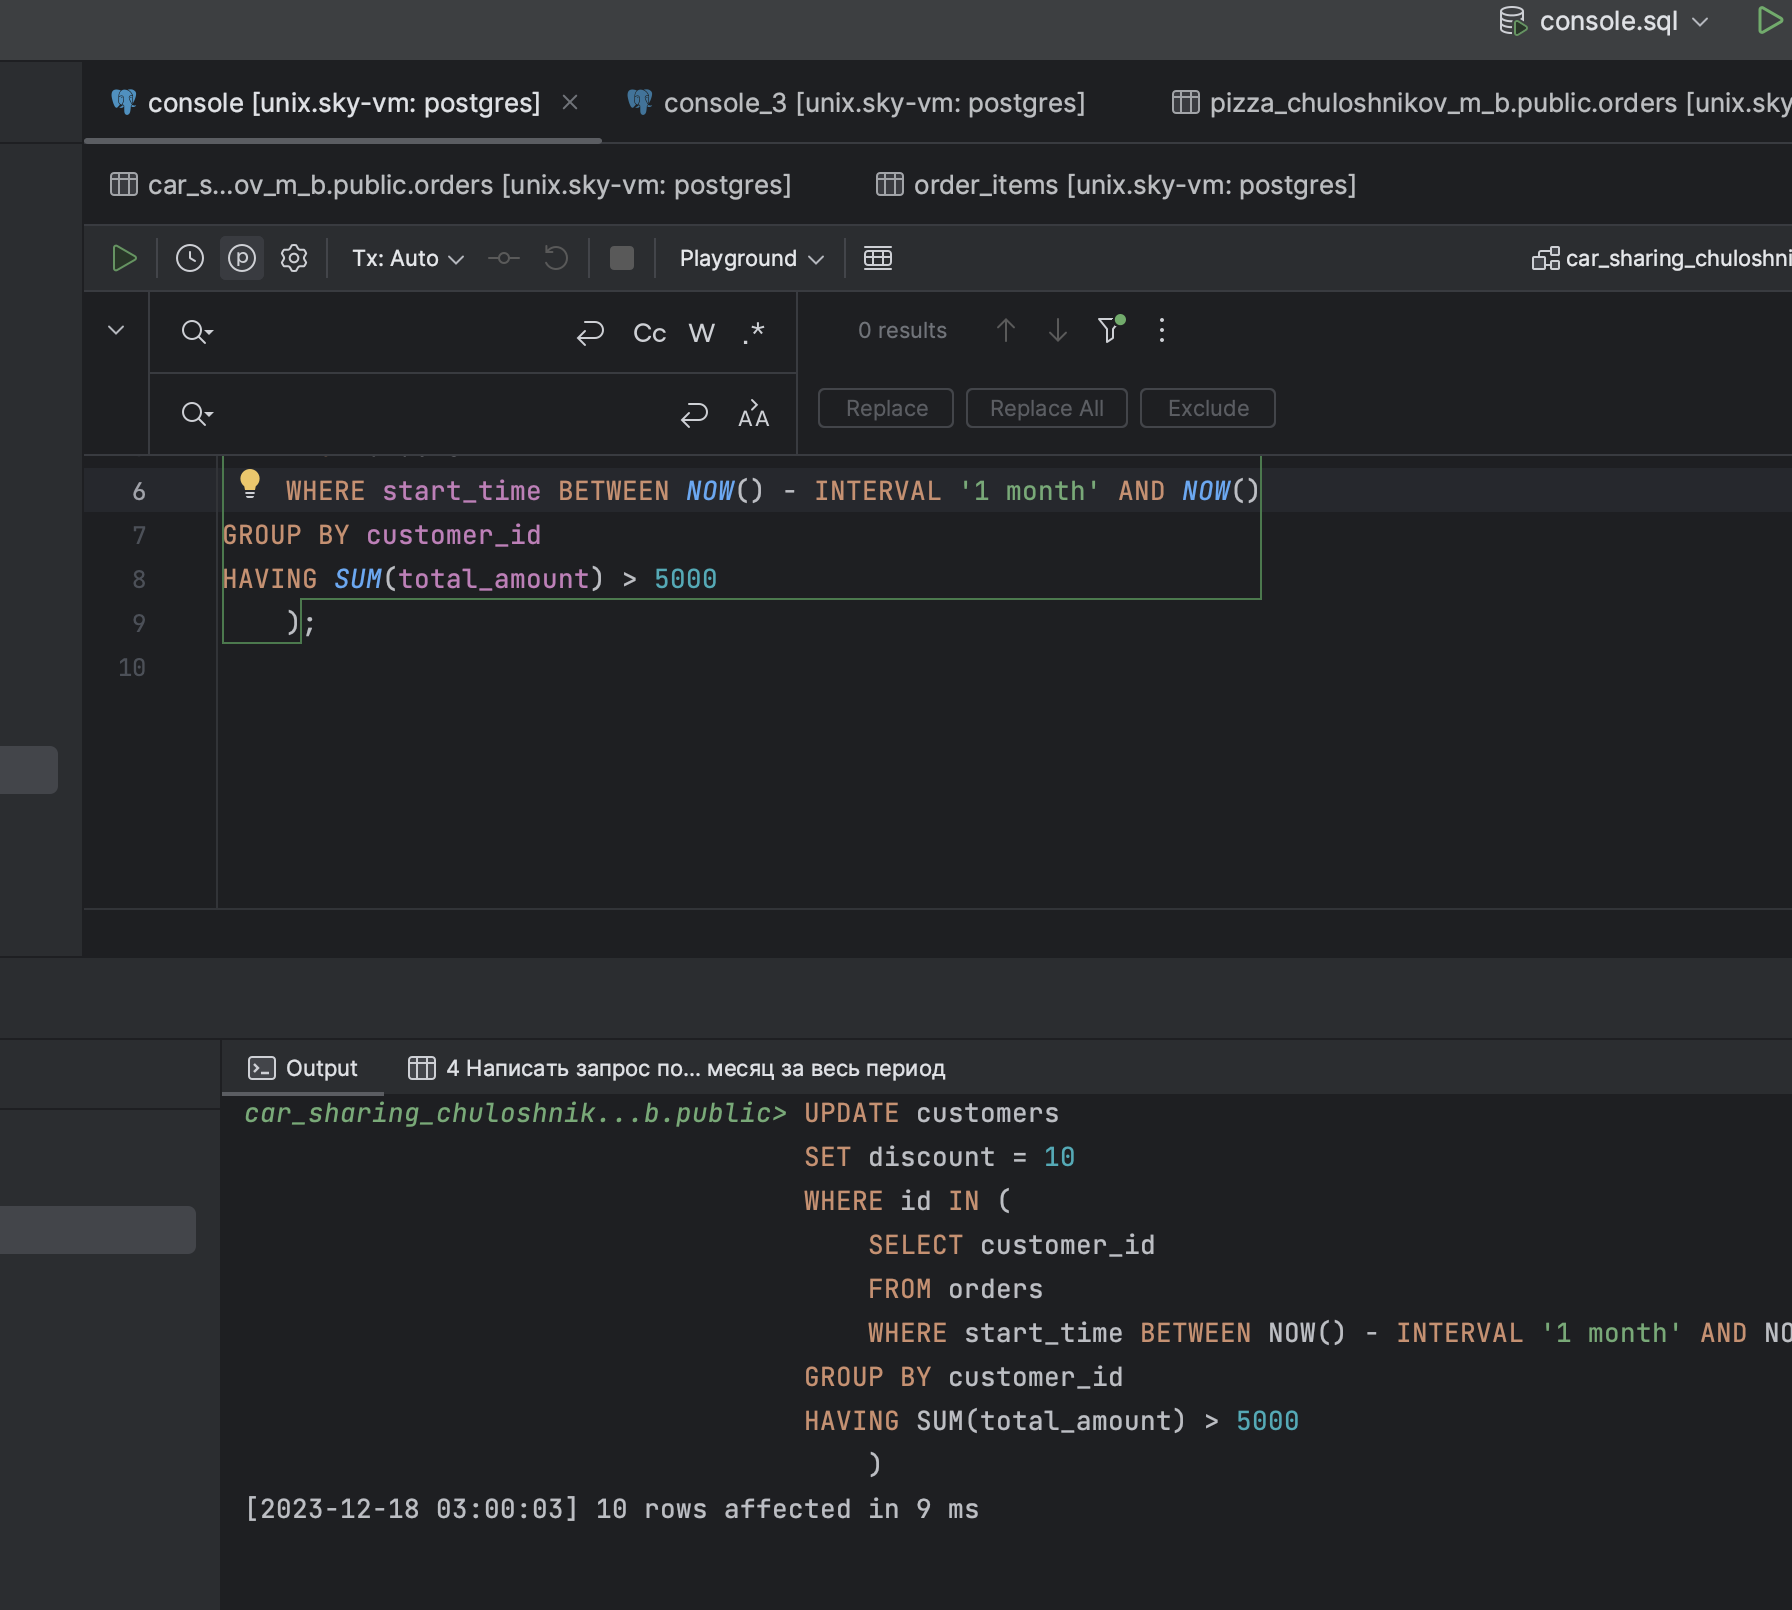 console.sql
console [unix.sky-vm: postgres]
console_3 [unix.sky-vm: postgres]
pizza_chuloshnikov_m_b.public.orders [unix.sky
car_s...ov_m_b.public.orders [unix.sky-vm: postgres]
order_items [unix.sky-vm: postgres]
Tx: Auto
Playground
car_sharing_chuloshni
Cc W .*
0 results
Replace
Replace All
Exclude
6 WHERE start_time BETWEEN NOW() - INTERVAL '1 month' AND NOW()
7 GROUP BY customer_id
8 HAVING SUM(total_amount) > 5000
9 );
10
Output
4 Написать запрос по... месяц за весь период
car_sharing_chuloshnik...b.public> UPDATE customers
SET discount = 10
WHERE id IN (
SELECT customer_id
FROM orders
WHERE start_time BETWEEN NOW() - INTERVAL '1 month' AND NO
GROUP BY customer_id
HAVING SUM(total_amount) > 5000
)
[2023-12-18 03:00:03] 10 rows affected in 9 ms